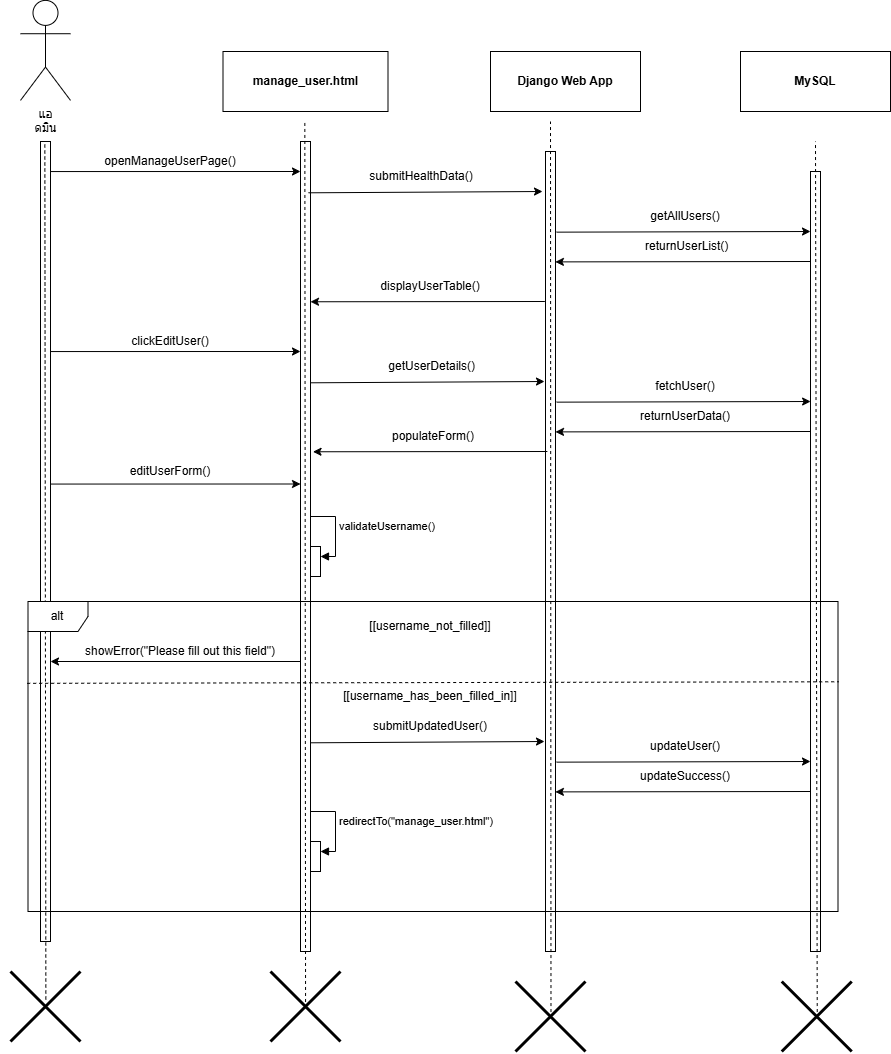 manage_user.html
Django Web App
MySQL
แอ
ดมิน
openManageUserPage()
submitHealthData()
getAllUsers()
returnUserList()
displayUserTable()
clickEditUser()
getUserDetails()
fetchUser()
returnUserData()
populateForm()
editUserForm()
validateUsername()
alt
[[username_not_filled]]
showError("Please fill out this field")
[[username_has_been_filled_in]]
submitUpdatedUser()
updateUser()
updateSuccess()
redirectTo("manage_user.html")